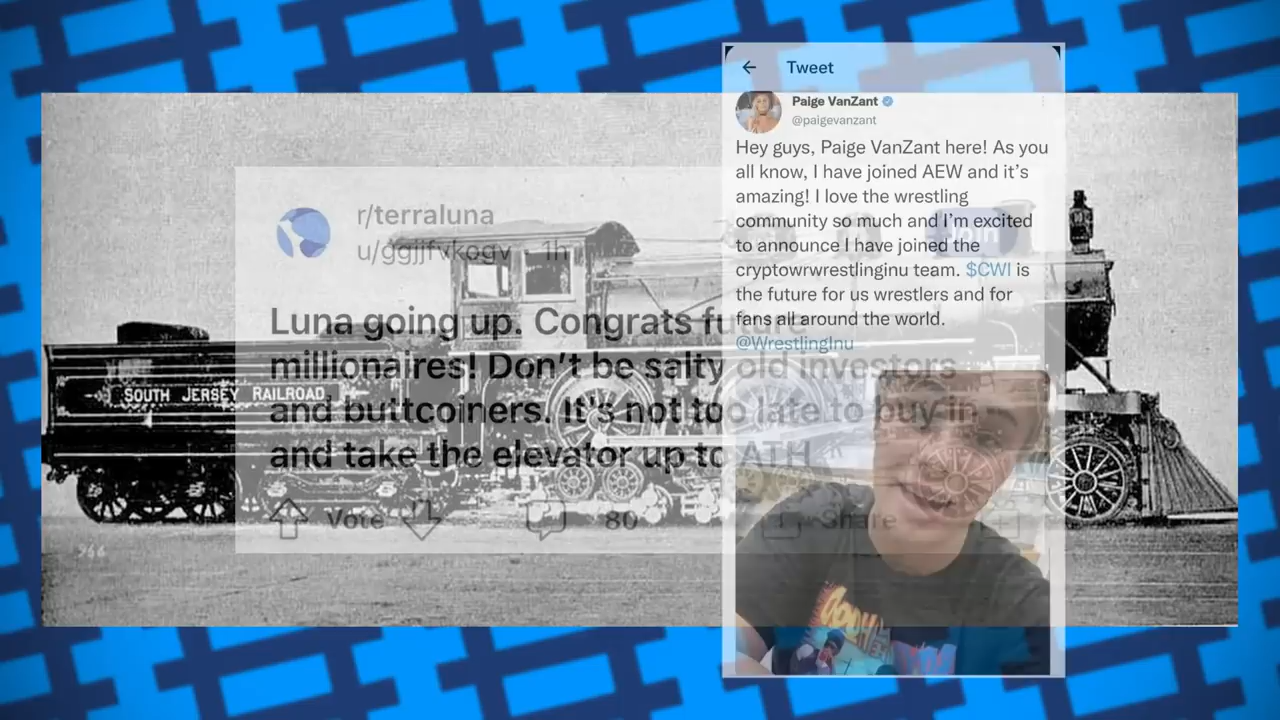 Tweet
Paige VanZant
@paigevanzant
Hey guys, Paige VanZant here! As you
all know, I have joined AEW and it's
amazing! I love the wrestling
community so much and I'm excited
to announce I have joined the
cryptowrwrestlinginu team. $CWI is
the future for us wrestlers and for
fans all around the world.
@WrestlingInu
r/terraluna
u/ggjjfvkogv 1h
Join
Luna going up. Congrats future
millionaires! Don't be salty old investors
and buttcoiners. It's not too late to buy in
and take the elevator up to ATH
Vote
80
Share
SOUTH JERSEY RAILROAD